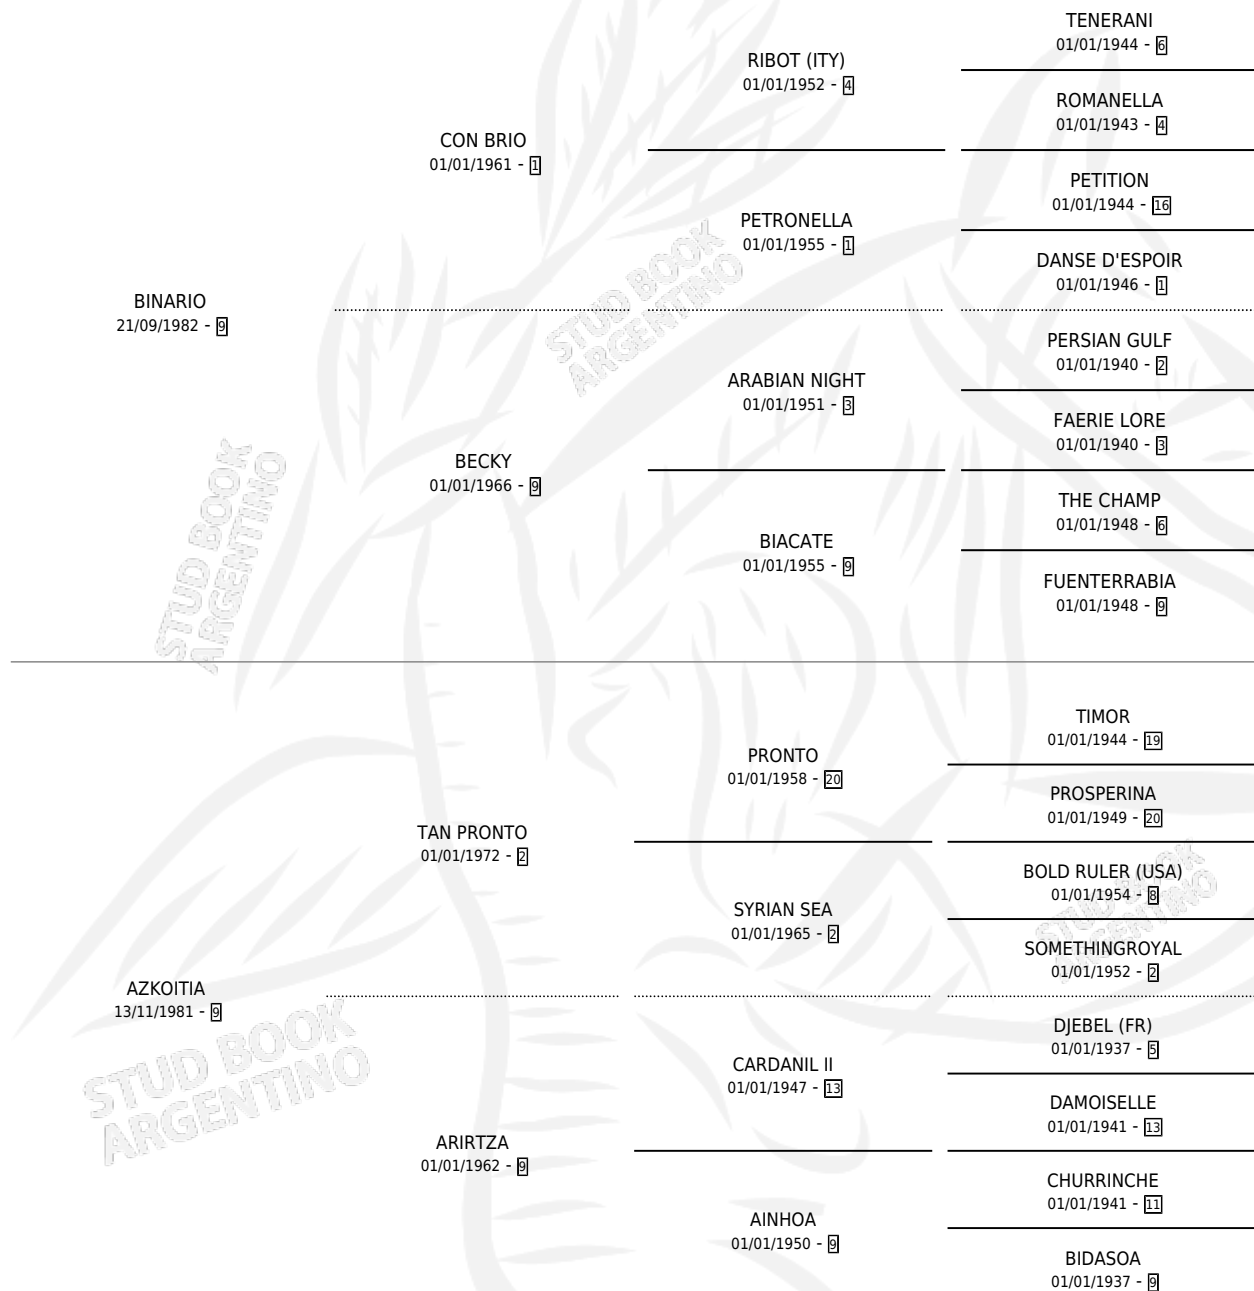 TENERANI
01/01/1944 - 6
RIBOT (ITY)
01/01/1952 - 4
ROMANELLA
01/01/1943 - 4
CON BRIO
01/01/1961 - 1
PETITION
01/01/1944 - 16
PETRONELLA
01/01/1955 - 1
DANSE D'ESPOIR
01/01/1946 - 1
BINARIO
21/09/1982 - 9
PERSIAN GULF
01/01/1940 - 2
ARABIAN NIGHT
01/01/1951 - 3
FAERIE LORE
01/01/1940 - 3
BECKY
01/01/1966 - 9
THE CHAMP
01/01/1948 - 6
BIACATE
01/01/1955 - 9
FUENTERRABIA
01/01/1948 - 9
STUD BOOK
ARGENTINO
STUD BOOK
ARGENTINO
TIMOR
01/01/1944 - 19
PRONTO
01/01/1958 - 20
PROSPERINA
01/01/1949 - 20
TAN PRONTO
01/01/1972 - 2
BOLD RULER (USA)
01/01/1954 - 8
SYRIAN SEA
01/01/1965 - 2
SOMETHINGROYAL
01/01/1952 - 2
STUD BOOK
ARGENTINO
AZKOITIA
13/11/1981 - 9
DJEBEL (FR)
01/01/1937 - 5
CARDANIL II
01/01/1947 - 13
DAMOISELLE
01/01/1941 - 13
STUD BOOK
ARGENTINO
ARIRTZA
01/01/1962 - 9
CHURRINCHE
01/01/1941 - 11
AINHOA
01/01/1950 - 9
BIDASOA
01/01/1937 - 9